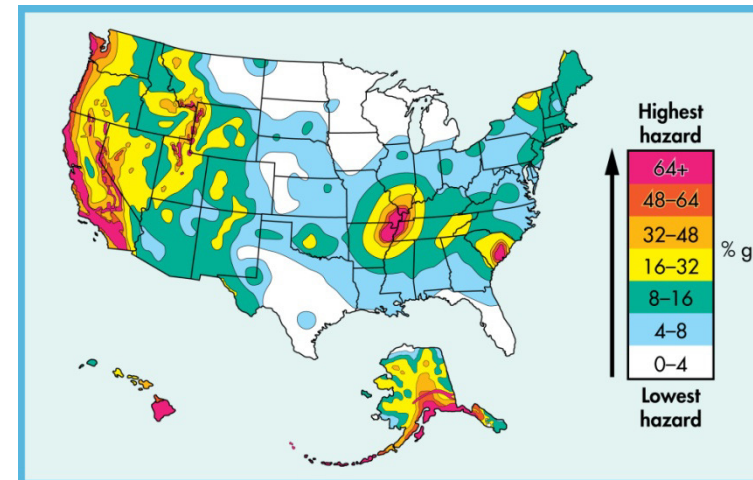 Highest
hazard
64+
48–64
32–48
16–32
8–16
4–8
0–4
% g
Lowest
hazard